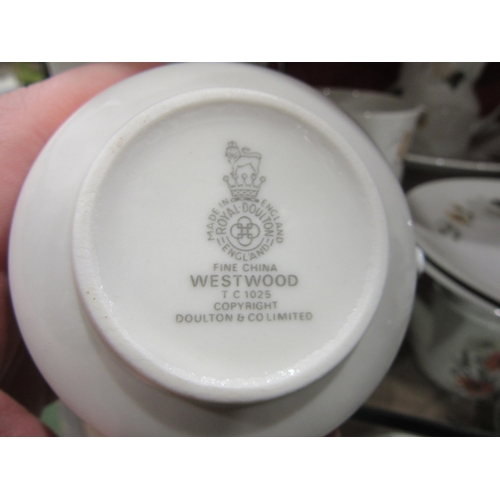 MADE IN ENGLAND
ROYAL DOULTON
ENGLAND
FINE CHINA
WESTWOOD
T C 1025
COPYRIGHT
DOULTON & CO LIMITED